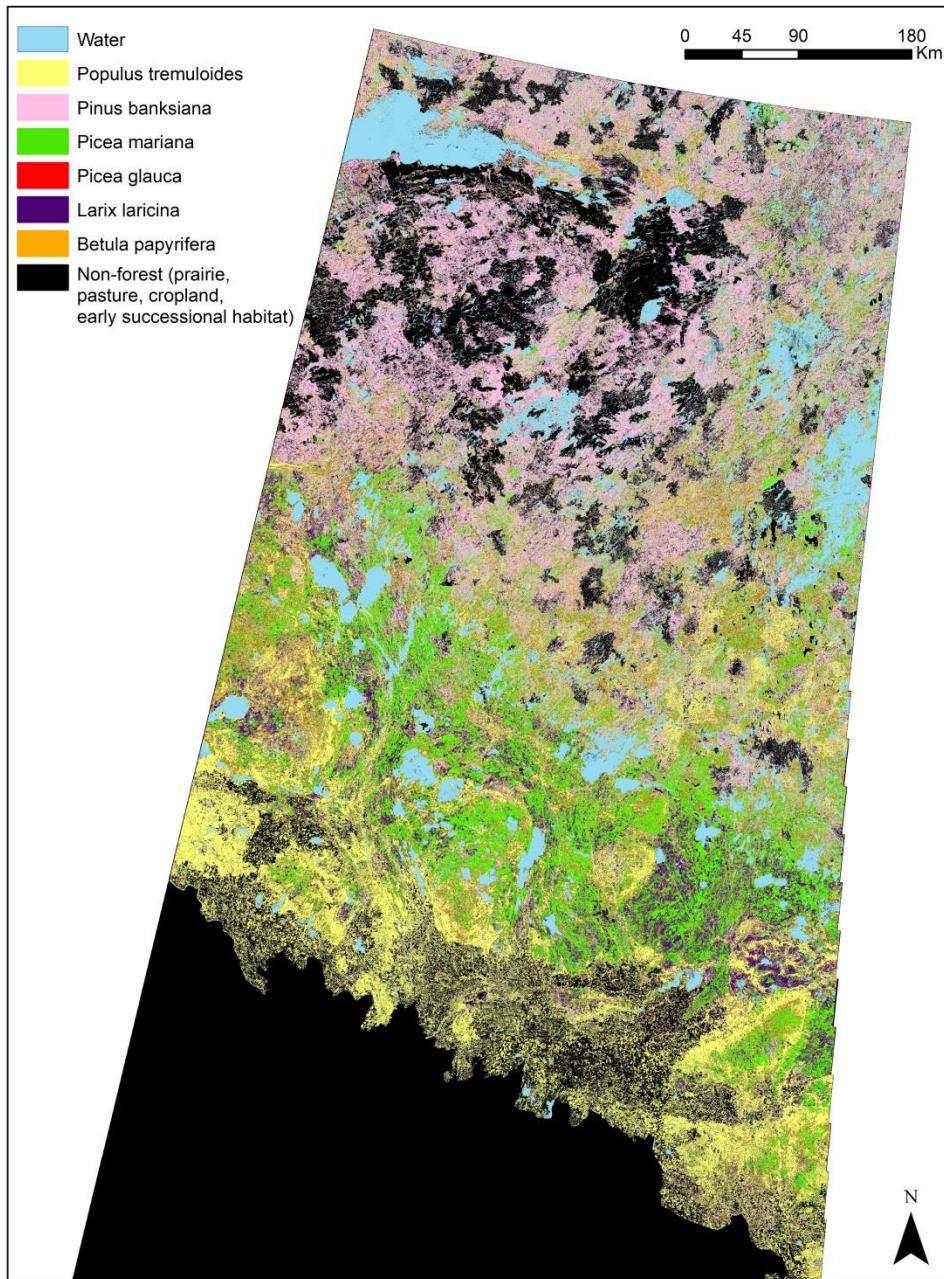 Water
Populus tremuloides
Pinus banksiana
Picea mariana
Picea glauca
Larix laricina
Betula papyrifera
Non-forest (prairie,
pasture, cropland,
early successional habitat)
0 45 90 180
Km
N